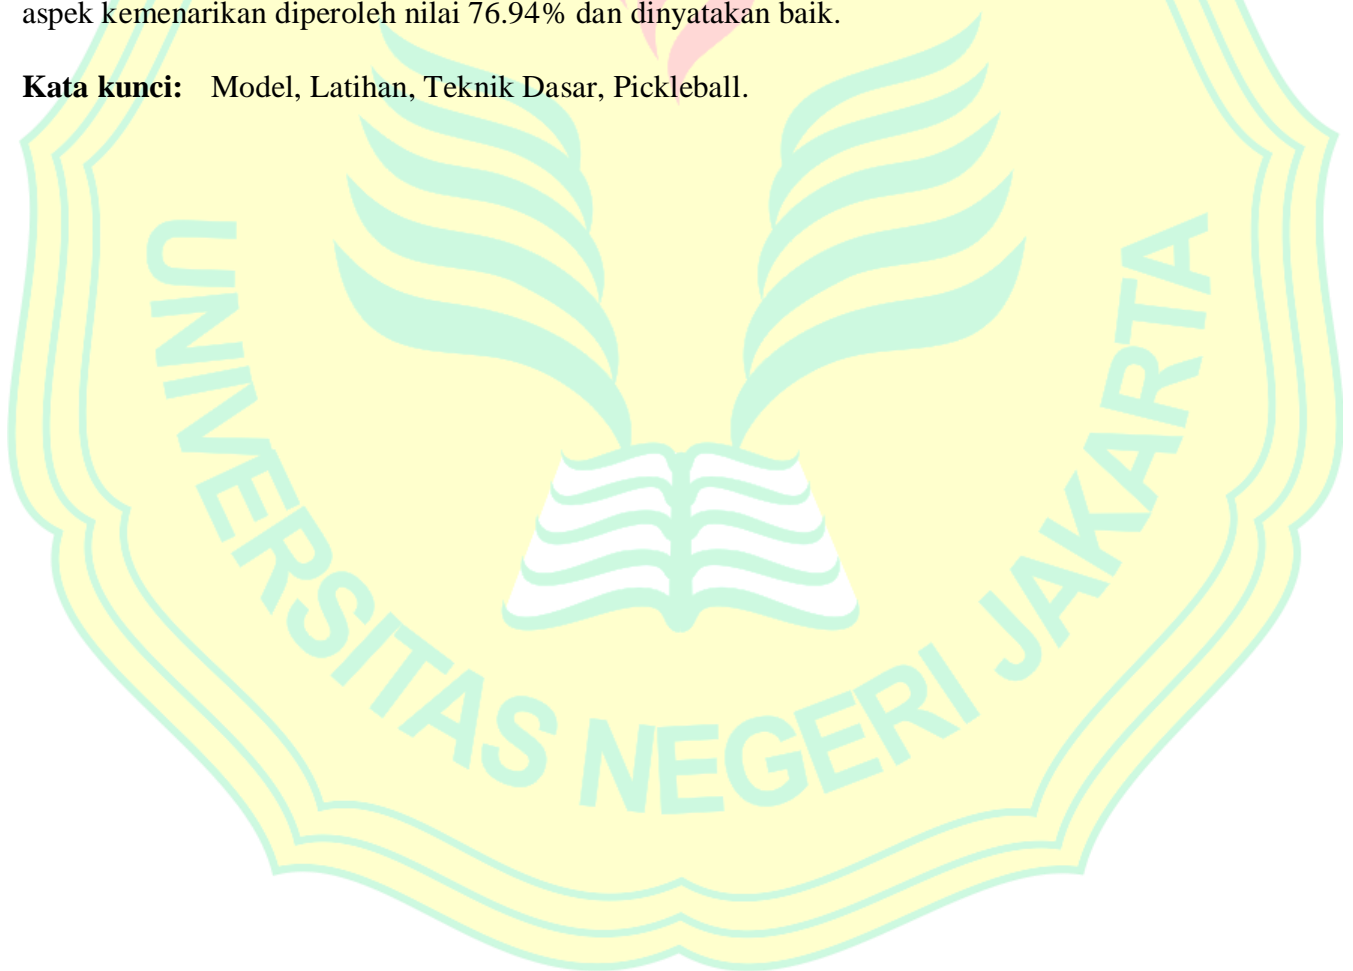 aspek kemenarikan diperoleh nilai 76.94% dan dinyatakan baik.
Kata kunci: Model, Latihan, Teknik Dasar, Pickleball.
UNIVERSITAS NEGERI JAKARTA